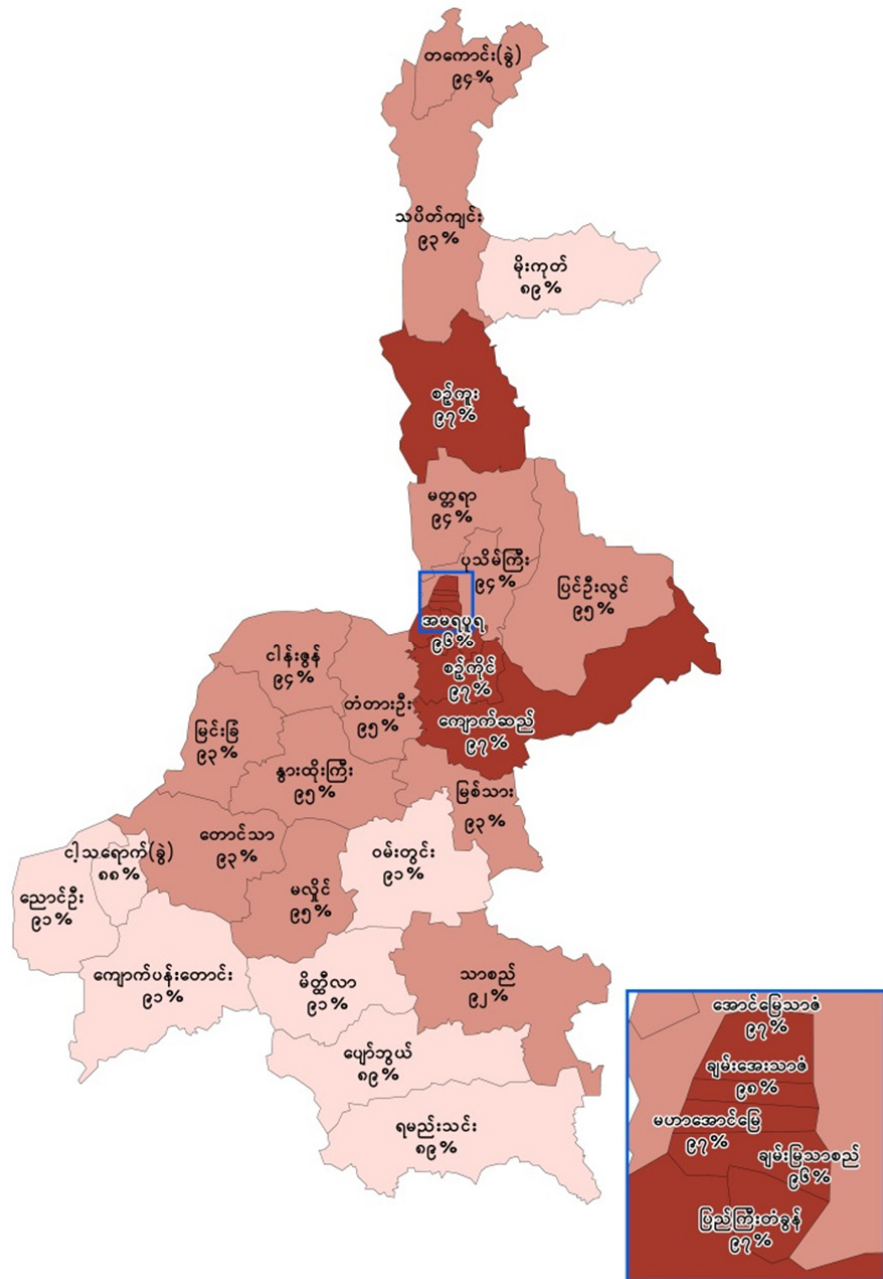 တကောင်း(ခွဲ)
၉၄%
သပိတ်ကျင်း
၉၃%
မိုးကုတ်
၈၉%
စဉ့်ကူး
၉၇%
မတ္တရာ
၉၄%
ပုသိမ်ကြီး
၉၄%
ပြင်ဦးလွင်
၉၅%
အမရပူရ
၉၆%
စဉ့်ကိုင်
၉၇%
ငါန်းဇွန်
၉၄%
တံတားဦး
၉၅%
ကျောက်ဆည်
၉၇%
မြင်းခြံ
၉၃%
နွားထိုးကြီး
၉၅%
မြစ်သား
၉၃%
တောင်သာ
၉၃%
ငါ့သရောက်(ခွဲ)
၈၈%
ဝမ်းတွင်း
၉၁%
ညောင်ဦး
၉၁%
မလှိုင်
၉၅%
ကျောက်ပန်းတောင်း
၉၁%
မိတ္ထီလာ
၉၁%
သာစည်
၉၂%
ပျော်ဘွယ်
၈၉%
ရမည်းသင်း
၈၉%
အောင်မြေသာဇံ
၉၇%
ချမ်းအေးသာဇံ
၉၈%
မဟာအောင်မြေ
၉၇%
ချမ်းမြသာစည်
၉၆%
ပြည်ကြီးတံခွန်
၉၇%